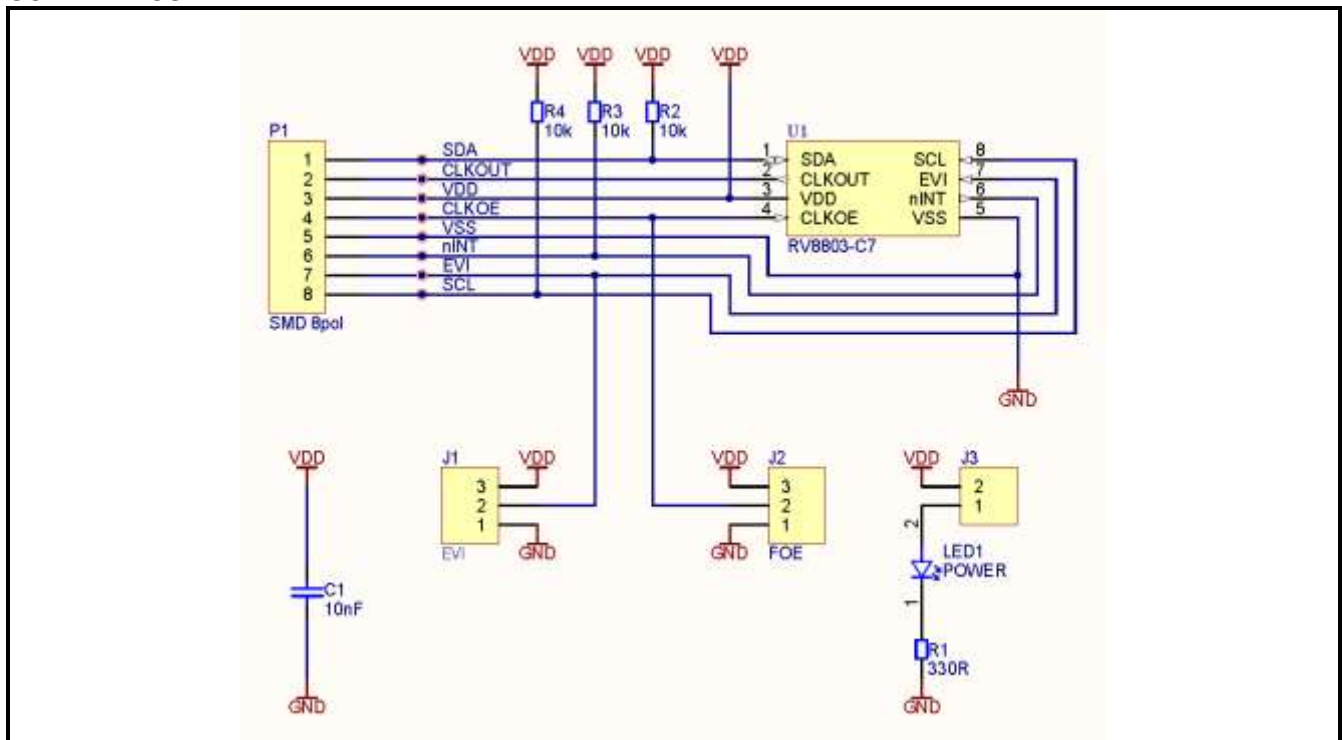 VDD VDD VDD VDD
R4 R3 R2
10k 10k 10k
P1
U1
1 SDA 1 SDA SCL 8
2 CLKOUT 2 CLKOUT EVI 7
3 VDD 3 VDD nINT 6
4 CLKOE 4 CLKOE VSS 5
5 VSS
6 nINT
7 EVI
8 SCL
RV8803-C7
SMD 8pol
GND
VDD J1 VDD VDD J2 VDD J3
3 3 2
2 2 1
1 1
EVI GND GND FOE
2
LED1
POWER
C1
10nF
1
R1
330R
GND GND